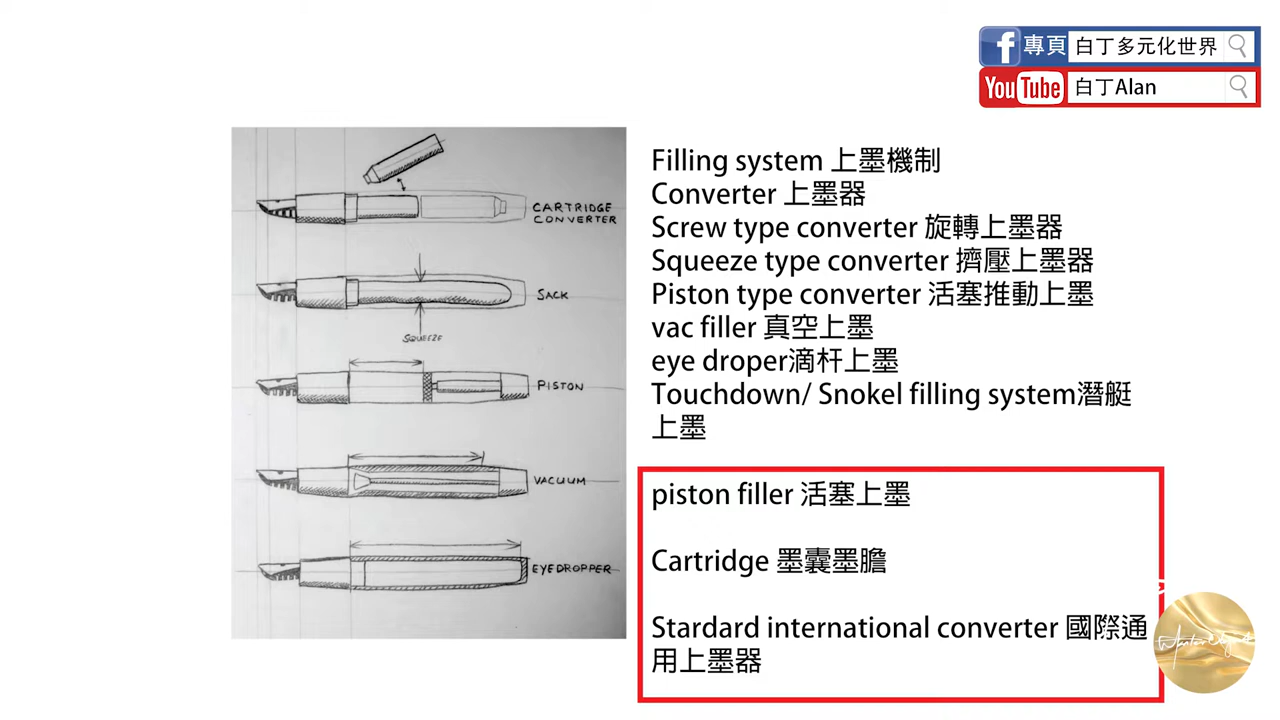 f 專頁 白丁多元化世界
YouTube 白丁Alan
CARTRIDGE
CONVERTER
SACK
SQUEEZE
PISTON
VACUUM
EYEDROPPER
Filling system 上墨機制
Converter 上墨器
Screw type converter 旋轉上墨器
Squeeze type converter 擠壓上墨器
Piston type converter 活塞推動上墨
vac filler 真空上墨
eye droper滴杆上墨
Touchdown/ Snokel filling system潛艇
上墨
piston filler 活塞上墨
Cartridge 墨囊墨膽
Stardard international converter 國際通
用上墨器